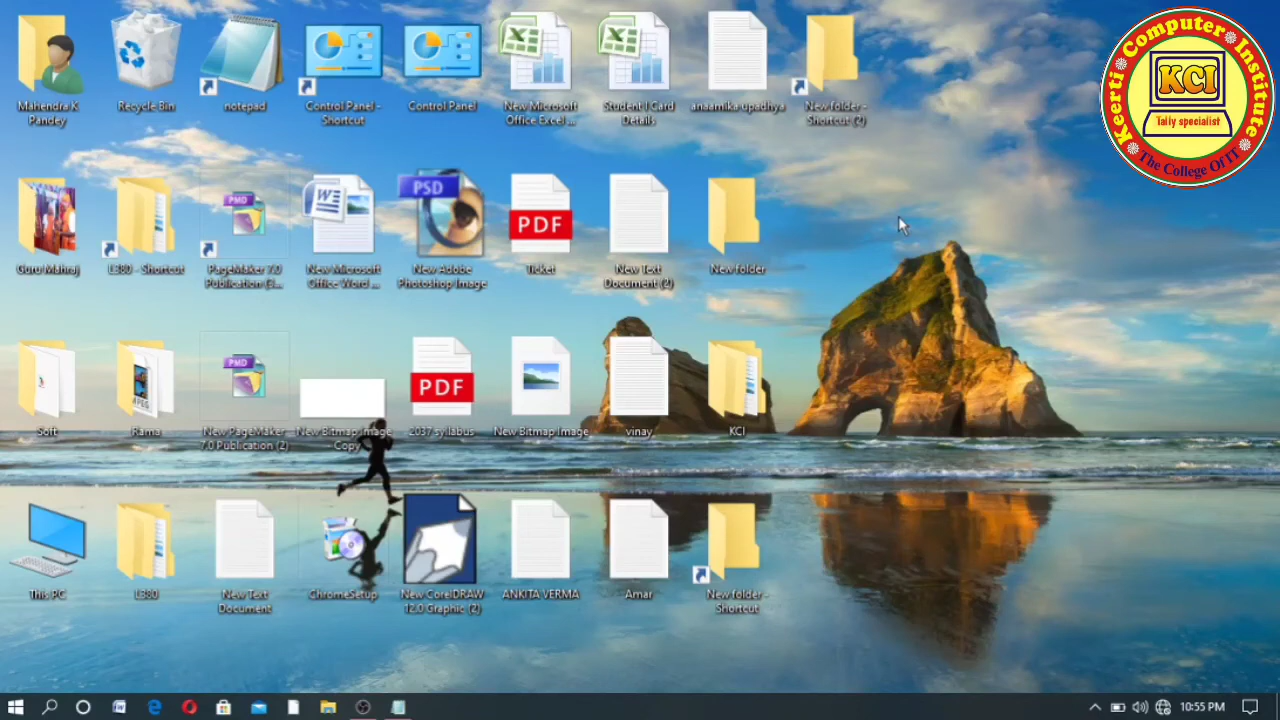 Mahendra K
Pandey
Recycle Bin
notepad
Control Panel -
Shortcut
Control Panel
New Microsoft
Office Excel ...
Student I Card
Details
anaamika upadhya
New folder -
Shortcut (2)
Keerti Computer Institute
KCI
Tally specialist
The College Of IT
Guru Mahraj
L380 - Shortcut
PMD
PageMaker 7.0
Publication (3...
W
New Microsoft
Office Word ...
PSD
New Adobe
Photoshop Image
PDF
Ticket
New Text
Document (2)
New folder
Soft
MPEG
Rama
PMD
New PageMaker
7.0 Publication (2)
New Bitmap Image
Copy
PDF
2037 syllabus
New Bitmap Image
vinay
KCI
This PC
L380
New Text
Document
ChromeSetup
New CorelDRAW
12.0 Graphic (2)
ANKITA VERMA
Amar
New folder -
Shortcut
10:55 PM